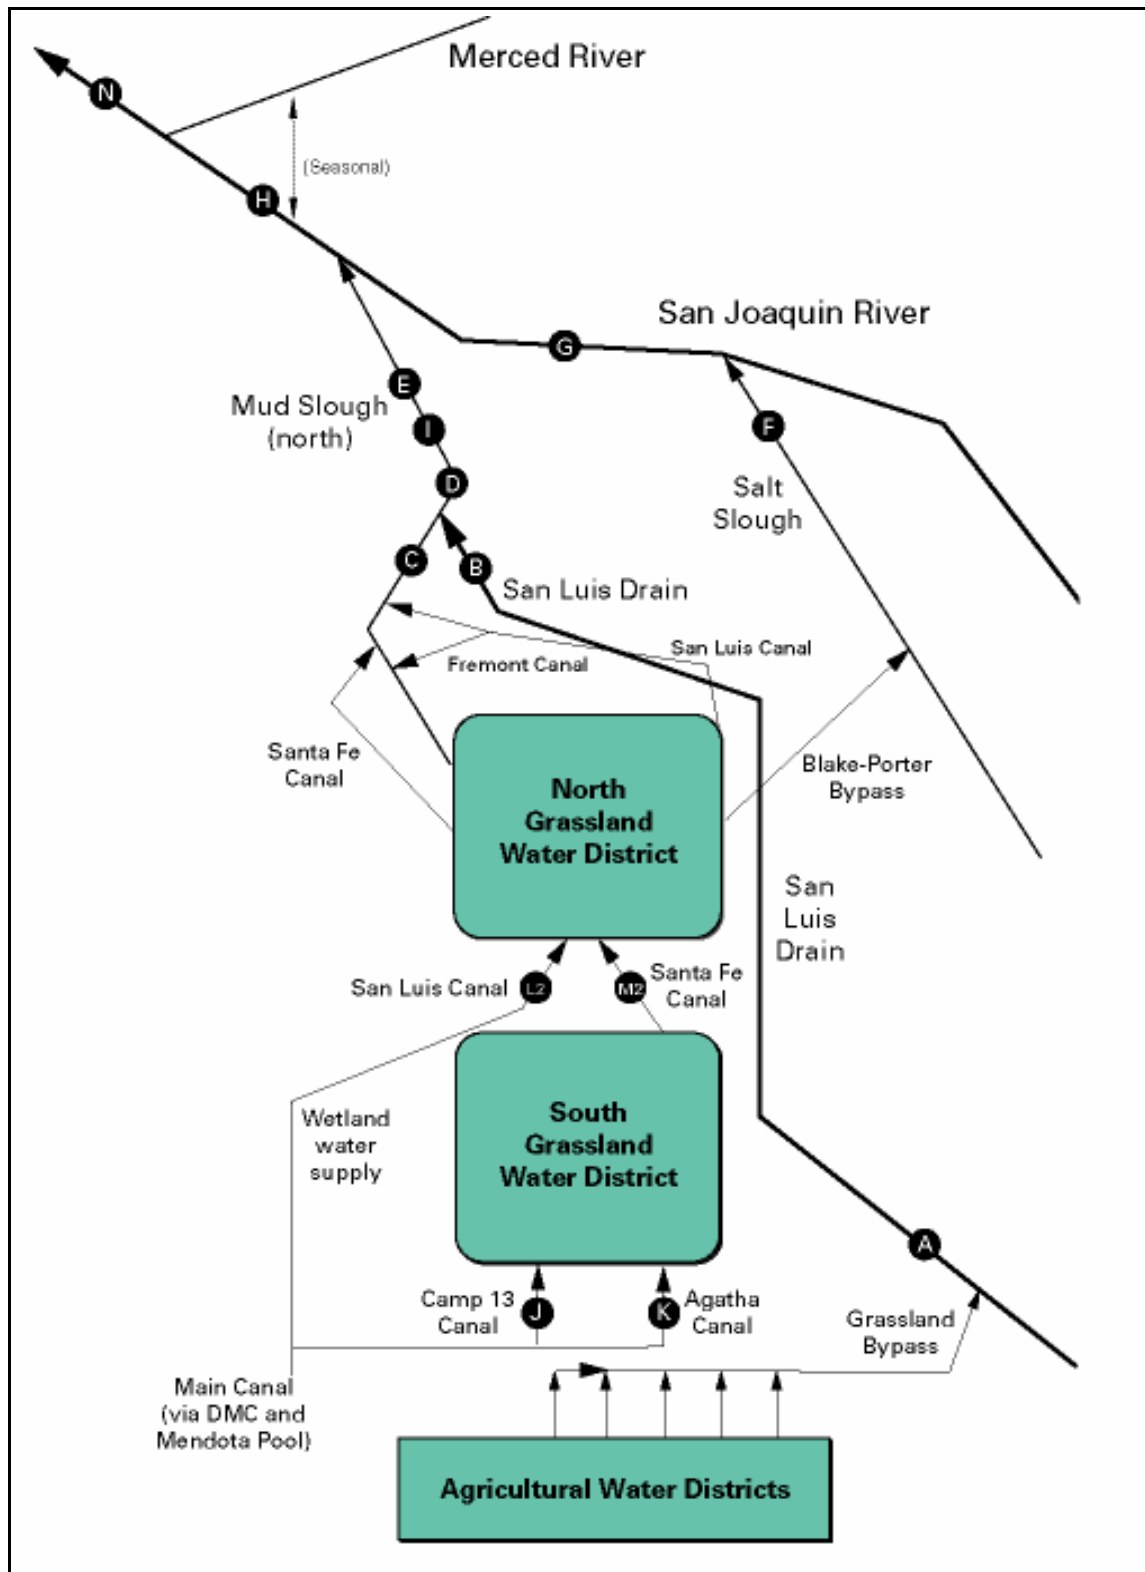 Merced River
N
(Seasonal)
H
San Joaquin River
G
E
Mud Slough
(north)
I
F
D
Salt
Slough
C
B
San Luis Drain
San Luis Canal
Fremont Canal
Santa Fe
Canal
Blake-Porter
Bypass
North
Grassland
Water District
San
Luis
Drain
San Luis Canal
L2
M2
Santa Fe
Canal
Wetland
water
supply
South
Grassland
Water District
A
Camp 13
Canal
J
K
Agatha
Canal
Grassland
Bypass
Main Canal
(via DMC and
Mendota Pool)
Agricultural Water Districts